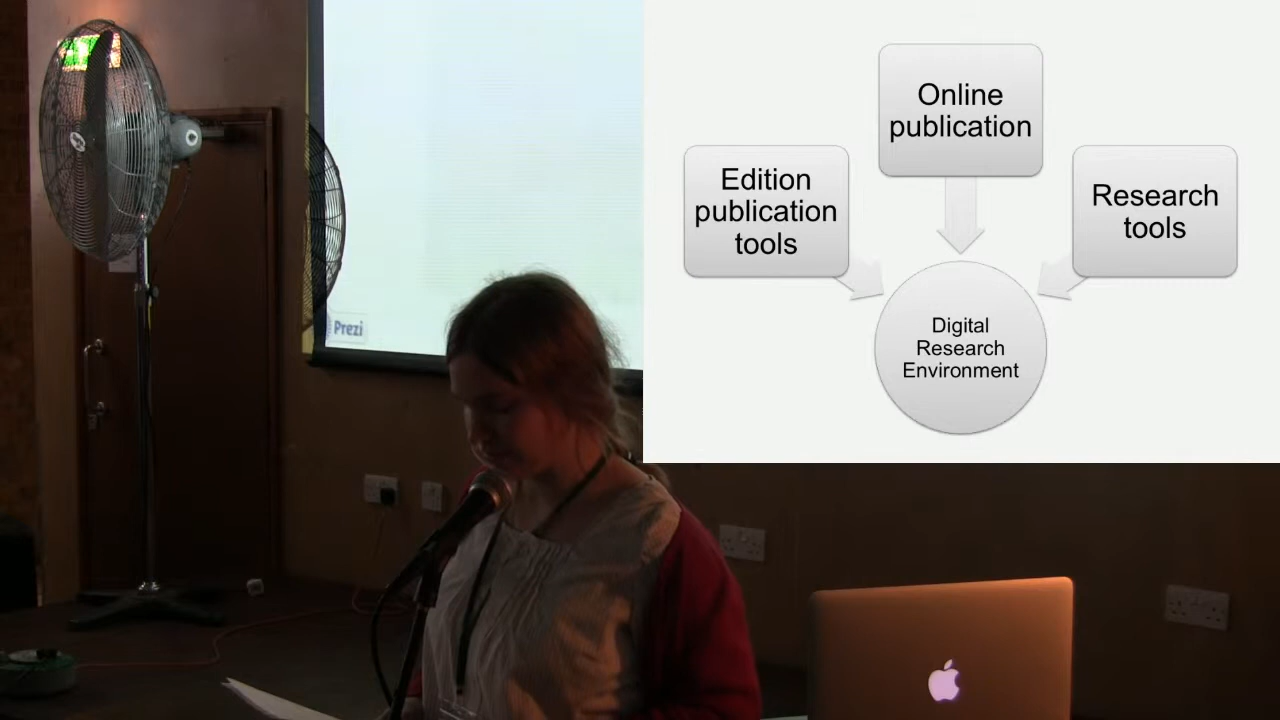 Online
publication
Edition
publication
tools
Research
tools
Digital
Research
Environment
Prezi